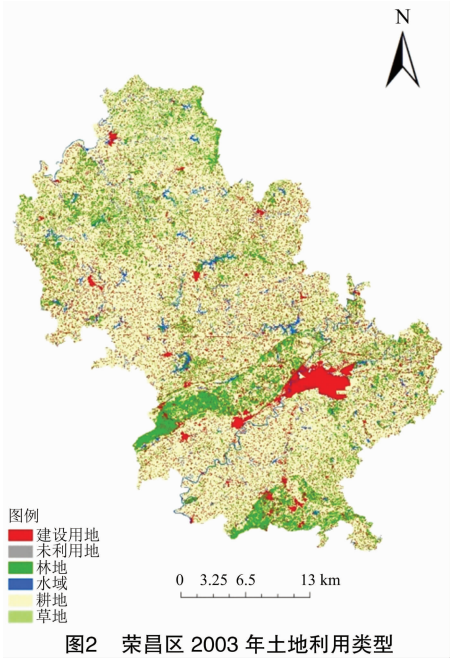 N
图例
建设用地
未利用地
林地
水域
耕地
草地
0 3.25 6.5 13 km
图2 荣昌区 2003 年土地利用类型